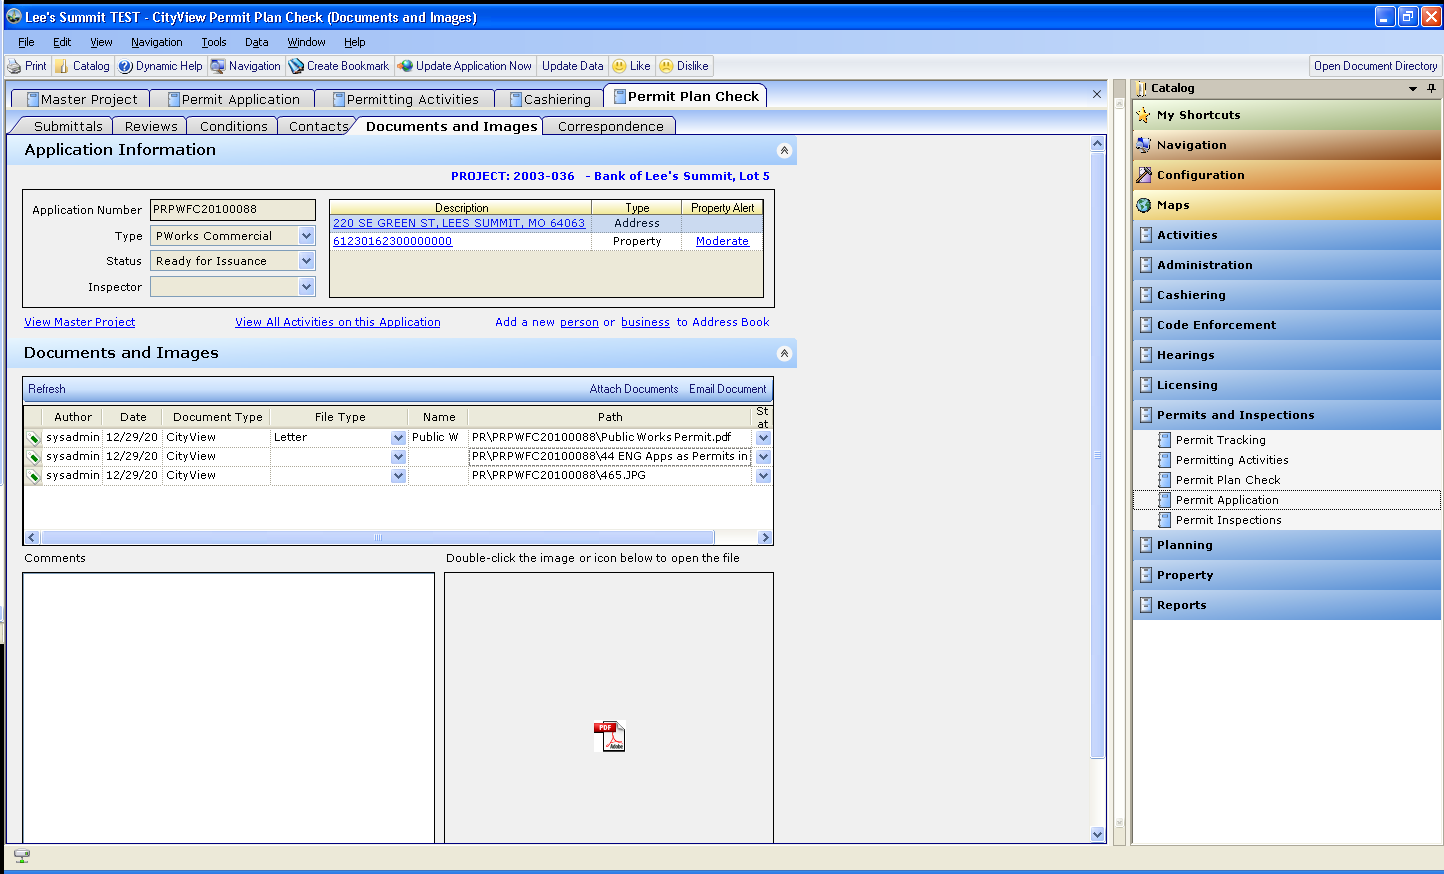 Lee's Summit TEST - CityView Permit Plan Check (Documents and Images)
File Edit View Navigation Tools Data Window Help
Print Catalog Dynamic Help Navigation Create Bookmark Update Application Now Update Data Like Dislike Open Document Directory
Master Project Permit Application Permitting Activities Cashiering Permit Plan Check
Submittals Reviews Conditions Contacts Documents and Images Correspondence
Application Information
PROJECT: 2003-036 - Bank of Lee's Summit, Lot 5
Application Number PRPWFC20100088
Type PWorks Commercial
Status Ready for Issuance
Inspector
Description Type Property Alert
220 SE GREEN ST, LEES SUMMIT, MO 64063 Address
61230162300000000 Property Moderate
View Master Project View All Activities on this Application Add a new person or business to Address Book
Documents and Images
Refresh Attach Documents Email Document
Author Date Document Type File Type Name Path St at
sysadmin 12/29/20 CityView Letter Public W PR\PRPWFC20100088\Public Works Permit.pdf
sysadmin 12/29/20 CityView PR\PRPWFC20100088\44 ENG Apps as Permits in
sysadmin 12/29/20 CityView PR\PRPWFC20100088\465.JPG
Comments Double-click the image or icon below to open the file
PDF
Adobe
Catalog
My Shortcuts
Navigation
Configuration
Maps
Activities
Administration
Cashiering
Code Enforcement
Hearings
Licensing
Permits and Inspections
Permit Tracking
Permitting Activities
Permit Plan Check
Permit Application
Permit Inspections
Planning
Property
Reports